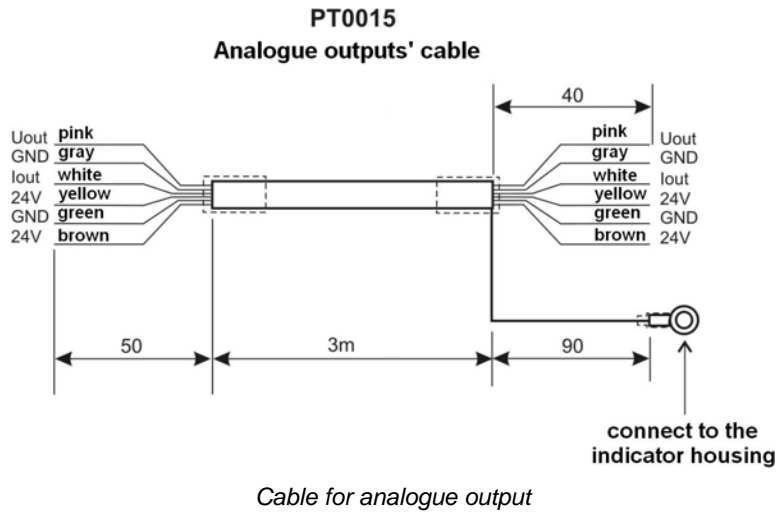 PT0015
Analogue outputs' cable
40
Uout pink
GND gray
Iout white
24V yellow
GND green
24V brown
pink Uout
gray GND
white Iout
yellow 24V
green GND
brown 24V
50
3m
90
connect to the
indicator housing
Cable for analogue output